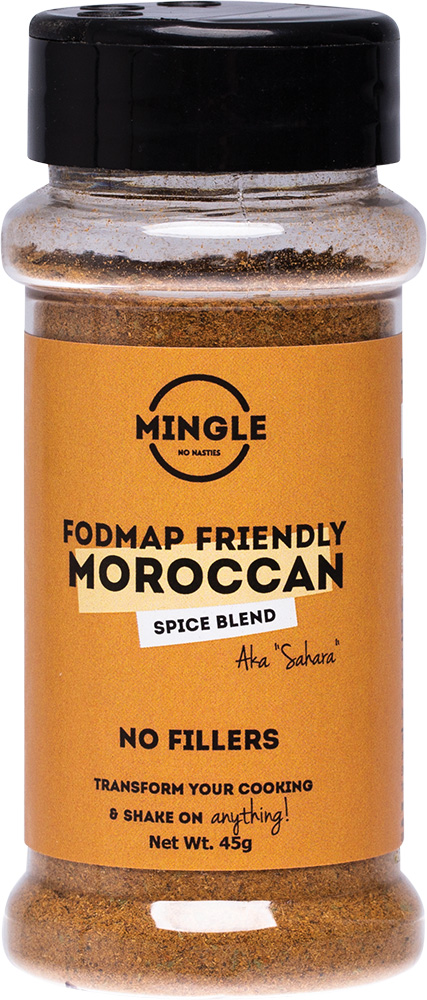 MINGLE
NO NASTIES
FODMAP FRIENDLY
MOROCCAN
SPICE BLEND
Aka "Sahara"
NO FILLERS
TRANSFORM YOUR COOKING
& SHAKE ON anything!
Net Wt. 45g